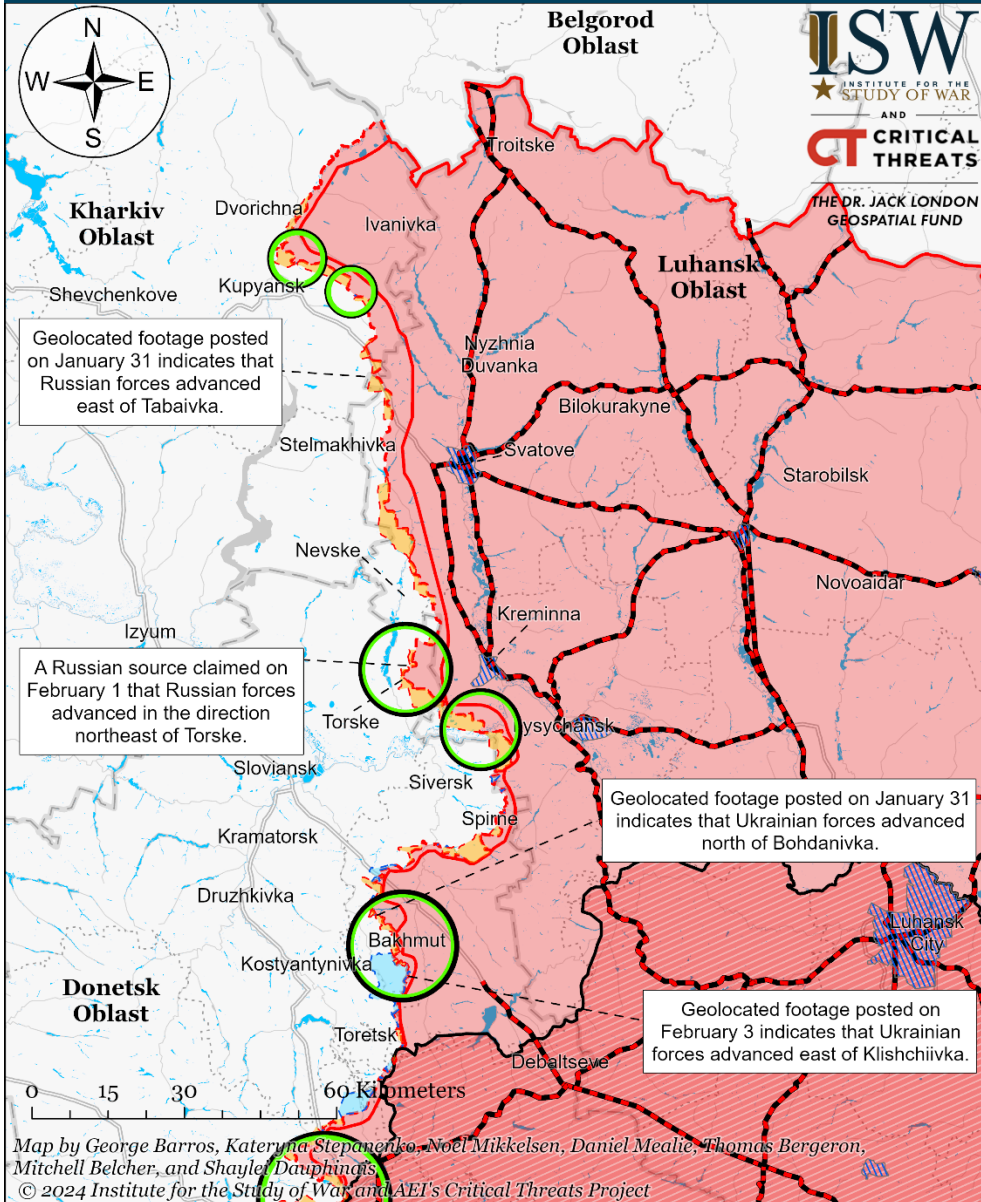 Belgorod
Oblast
N
W E
S
ISW
INSTITUTE FOR THE
STUDY OF WAR
AND
CT CRITICAL
THREATS
THE DR. JACK LONDON
GEOSPATIAL FUND
Troitske
Dvorichna
Kharkiv
Oblast
Ivanivka
Luhansk
Oblast
Kupyansk
Shevchenkove
Geolocated footage posted
on January 31 indicates that
Russian forces advanced
east of Tabaivka.
Nyzhnia
Duvanka
Bilokurakyne
Stelmakhivka
Svatove
Starobilsk
Nevske
Novoaidar
Kreminna
Izyum
A Russian source claimed on
February 1 that Russian forces
advanced in the direction
northeast of Torske.
Torske
ysychansk
Sloviansk
Siversk
Spirne
Geolocated footage posted on January 31
indicates that Ukrainian forces advanced
north of Bohdanivka.
Kramatorsk
Druzhkivka
Luhansk
City
Bakhmut
Kostyantynivka
Donetsk
Oblast
Geolocated footage posted on
February 3 indicates that Ukrainian
forces advanced east of Klishchiivka.
Toretsk
Debaltseve
0 15 30 60 Kilometers
Map by George Barros, Kateryna Stepanenko, Noel Mikkelsen, Daniel Mealie, Thomas Bergeron,
Mitchell Belcher, and Shaylei Dauphinais
© 2024 Institute for the Study of War and AEI's Critical Threats Project